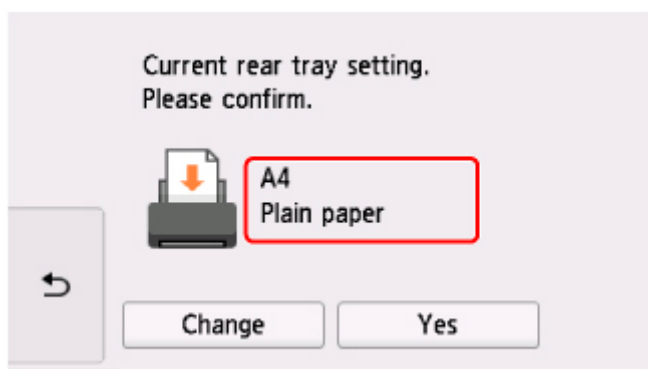 Current rear tray setting.
Please confirm.
A4
Plain paper
Change
Yes